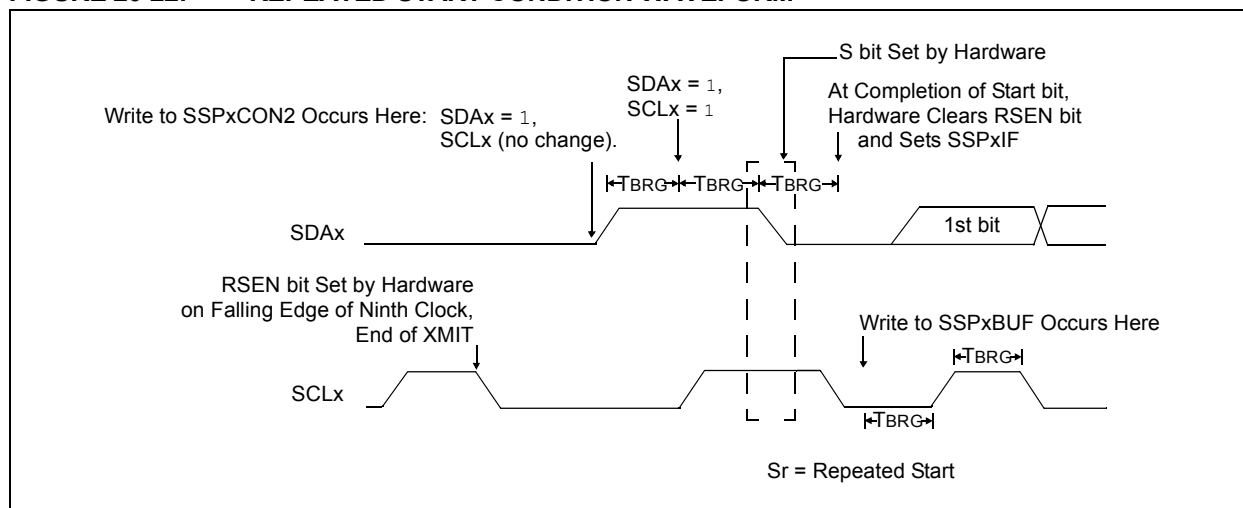 S bit Set by Hardware
SDAx = 1,
SCLx = 1
At Completion of Start bit,
Hardware Clears RSEN bit
and Sets SSPxIF
Write to SSPxCON2 Occurs Here: SDAx = 1,
SCLx (no change).
TBRG
TBRG
TBRG
SDAx
1st bit
RSEN bit Set by Hardware
on Falling Edge of Ninth Clock,
End of XMIT
Write to SSPxBUF Occurs Here
TBRG
SCLx
TBRG
Sr = Repeated Start